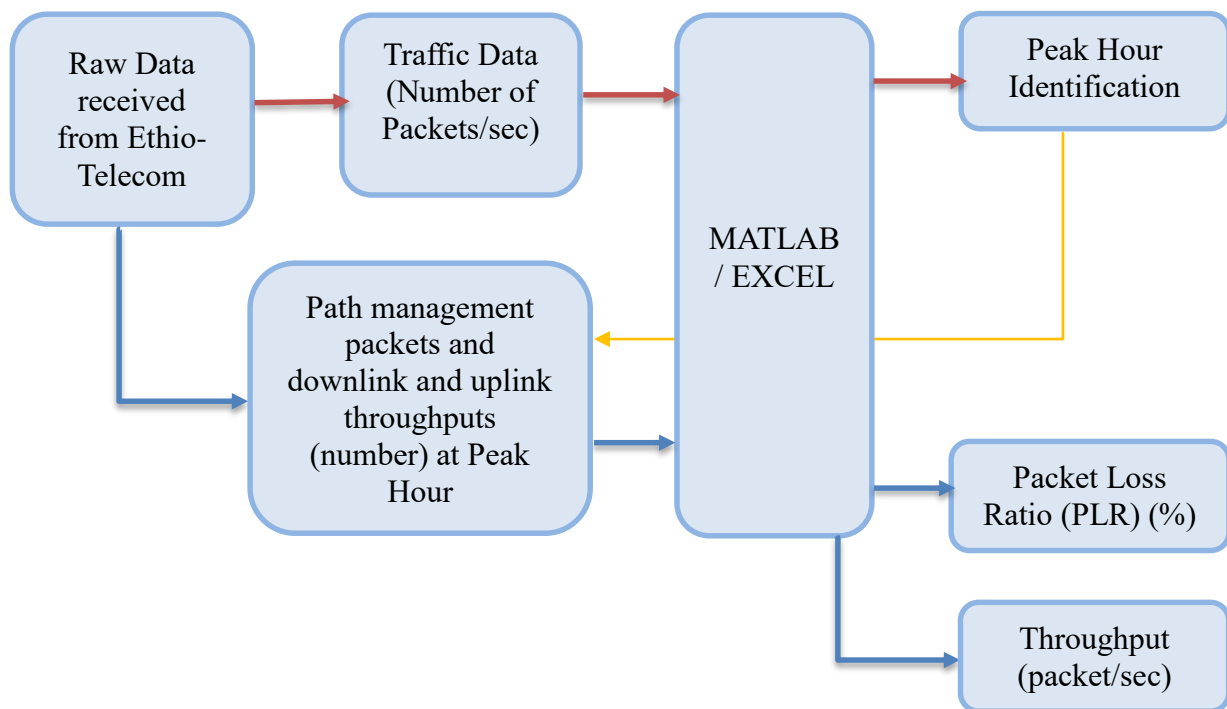 Raw Data
received
from Ethio-
Telecom
Traffic Data
(Number of
Packets/sec)
MATLAB
/ EXCEL
Peak Hour
Identification
Path management
packets and
downlink and uplink
throughputs
(number) at Peak
Hour
Packet Loss
Ratio (PLR) (%)
Throughput
(packet/sec)